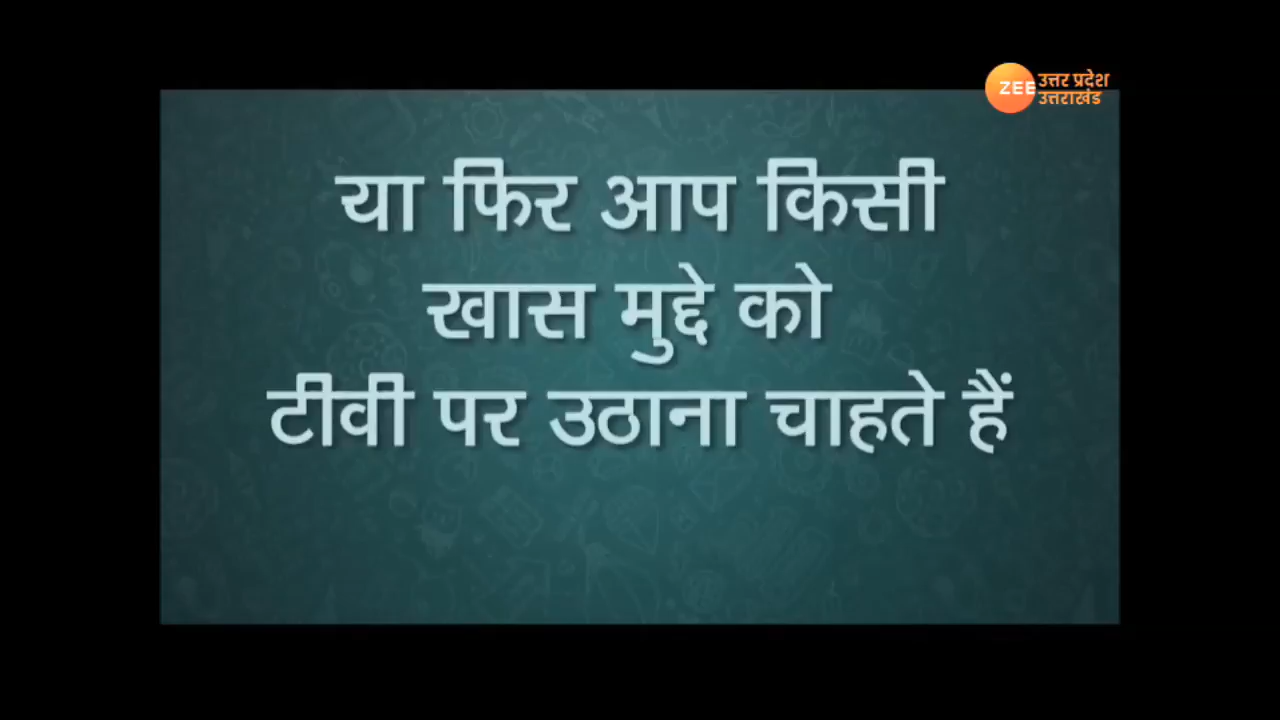 ZEE उत्तर प्रदेश
उत्तराखंड
या फिर आप किसी
खास मुद्दे को
टीवी पर उठाना चाहते हैं